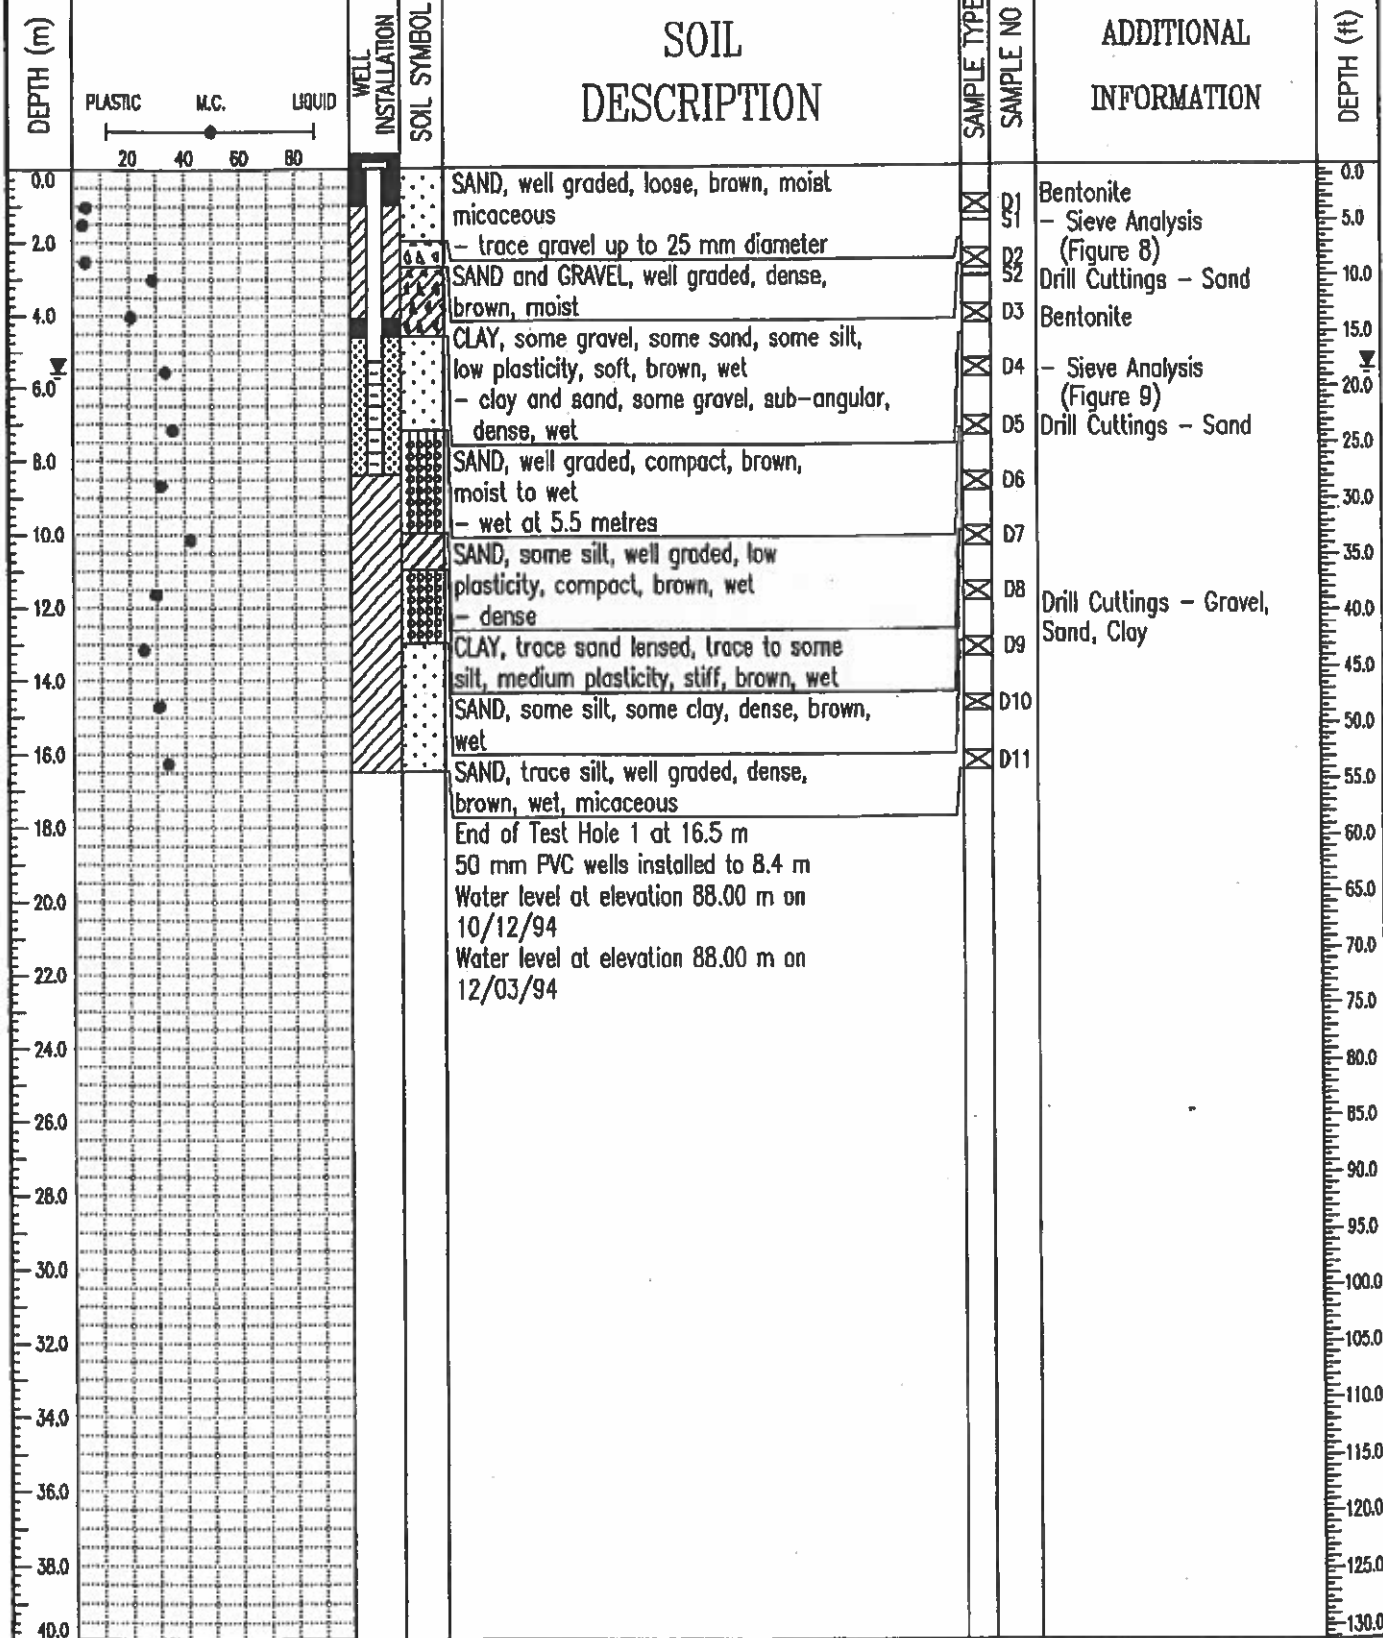 DEPTH (m)
PLASTIC M.C. LIQUID
20 40 60 80
WELL
INSTALLATION
SOIL SYMBOL
SOIL
DESCRIPTION
SAMPLE TYPE
SAMPLE NO
ADDITIONAL
INFORMATION
DEPTH (ft)
0.0
2.0
4.0
6.0
8.0
10.0
12.0
14.0
16.0
18.0
20.0
22.0
24.0
26.0
28.0
30.0
32.0
34.0
36.0
38.0
40.0
SAND, well graded, loose, brown, moist
micaceous
- trace gravel up to 25 mm diameter
SAND and GRAVEL, well graded, dense,
brown, moist
CLAY, some gravel, some sand, some silt,
low plasticity, soft, brown, wet
- clay and sand, some gravel, sub-angular,
dense, wet
SAND, well graded, compact, brown,
moist to wet
- wet at 5.5 metres
SAND, some silt, well graded, low
plasticity, compact, brown, wet
- dense
CLAY, trace sand lensed, trace to some
silt, medium plasticity, stiff, brown, wet
SAND, some silt, some clay, dense, brown,
wet
SAND, trace silt, well graded, dense,
brown, wet, micaceous
End of Test Hole 1 at 16.5 m
50 mm PVC wells installed to 8.4 m
Water level at elevation 88.00 m on
10/12/94
Water level at elevation 88.00 m on
12/03/94
D1
S1
D2
S2
D3
D4
D5
D6
D7
D8
D9
D10
D11
Bentonite
- Sieve Analysis
(Figure 8)
Drill Cuttings - Sand
Bentonite
- Sieve Analysis
(Figure 9)
Drill Cuttings - Sand
Drill Cuttings - Gravel,
Sand, Clay
0.0
5.0
10.0
15.0
20.0
25.0
30.0
35.0
40.0
45.0
50.0
55.0
60.0
65.0
70.0
75.0
80.0
85.0
90.0
95.0
100.0
105.0
110.0
115.0
120.0
125.0
130.0